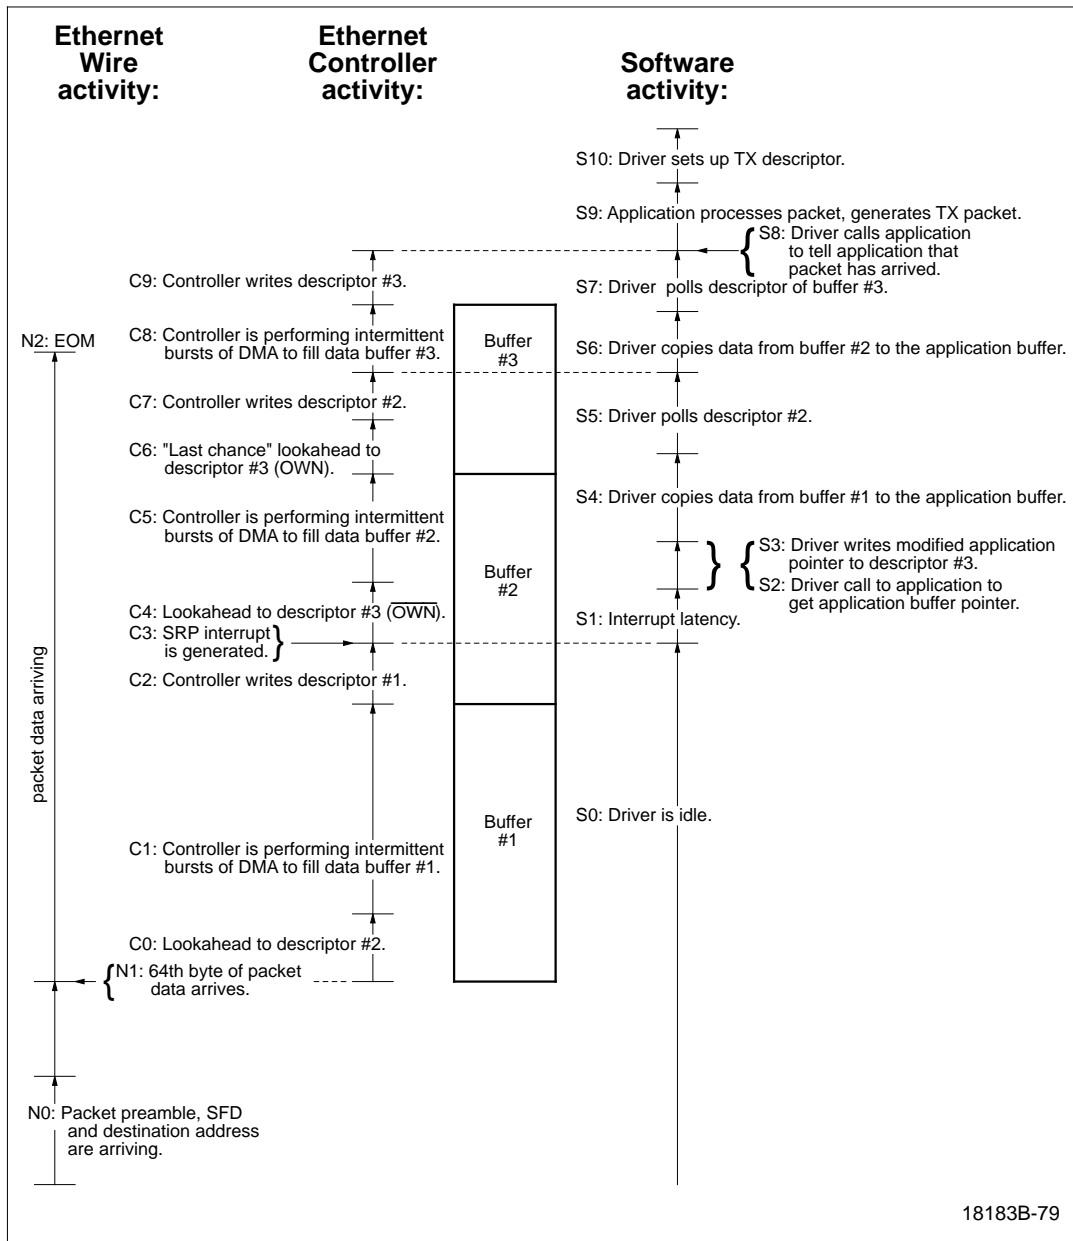 Ethernet
Wire
activity:
Ethernet
Controller
activity:
Software
activity:
S10: Driver sets up TX descriptor.
S9: Application processes packet, generates TX packet.
S8: Driver calls application
to tell application that
packet has arrived.
C9: Controller writes descriptor #3.
S7: Driver polls descriptor of buffer #3.
N2: EOM
C8: Controller is performing intermittent
bursts of DMA to fill data buffer #3.
Buffer
#3
S6: Driver copies data from buffer #2 to the application buffer.
C7: Controller writes descriptor #2.
S5: Driver polls descriptor #2.
C6: "Last chance" lookahead to
descriptor #3 (OWN).
S4: Driver copies data from buffer #1 to the application buffer.
C5: Controller is performing intermittent
bursts of DMA to fill data buffer #2.
S3: Driver writes modified application
pointer to descriptor #3.
Buffer
#2
S2: Driver call to application to
get application buffer pointer.
C4: Lookahead to descriptor #3 (O̅W̅N̅).
S1: Interrupt latency.
C3: SRP interrupt
is generated.
C2: Controller writes descriptor #1.
packet data arriving
Buffer
#1
S0: Driver is idle.
C1: Controller is performing intermittent
bursts of DMA to fill data buffer #1.
C0: Lookahead to descriptor #2.
N1: 64th byte of packet
data arrives.
N0: Packet preamble, SFD
and destination address
are arriving.
18183B-79